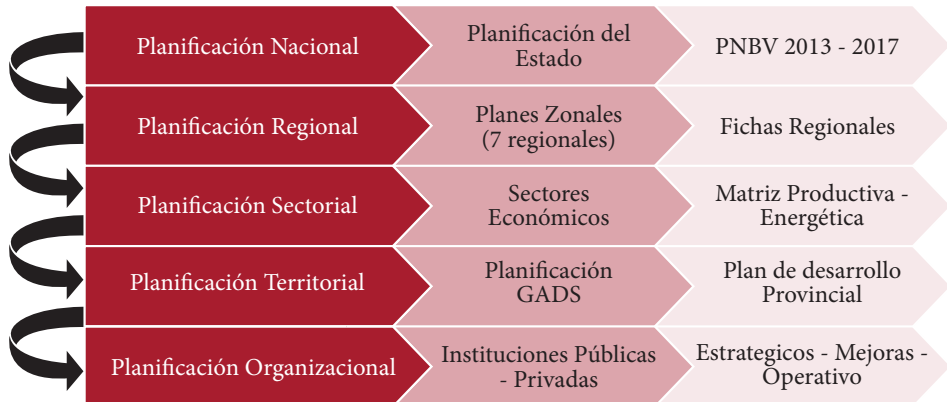 Planificación Nacional
Planificación del
Estado
PNBV 2013 - 2017
Planificación Regional
Planes Zonales
(7 regionales)
Fichas Regionales
Planificación Sectorial
Sectores
Económicos
Matriz Productiva -
Energética
Planificación Territorial
Planificación
GADS
Plan de desarrollo
Provincial
Planificación Organizacional
Instituciones Públicas
- Privadas
Estrategicos - Mejoras -
Operativo